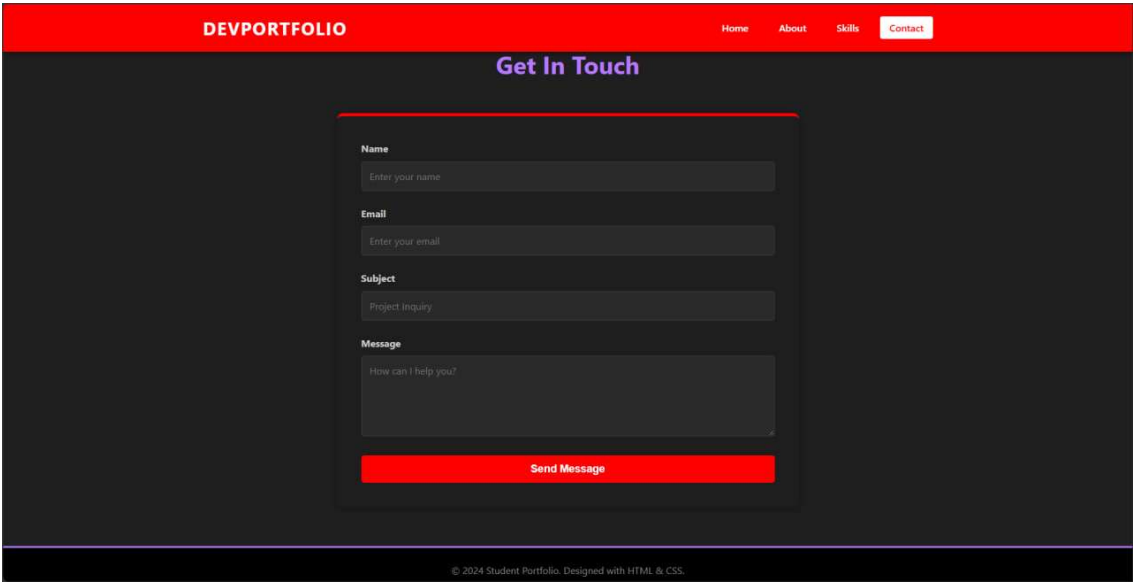 DEVPORTFOLIO Home About Skills Contact
Get In Touch
Name
Enter your name
Email
Enter your email
Subject
Project Inquiry
Message
How can I help you?
Send Message
© 2024 Student Portfolio. Designed with HTML & CSS.